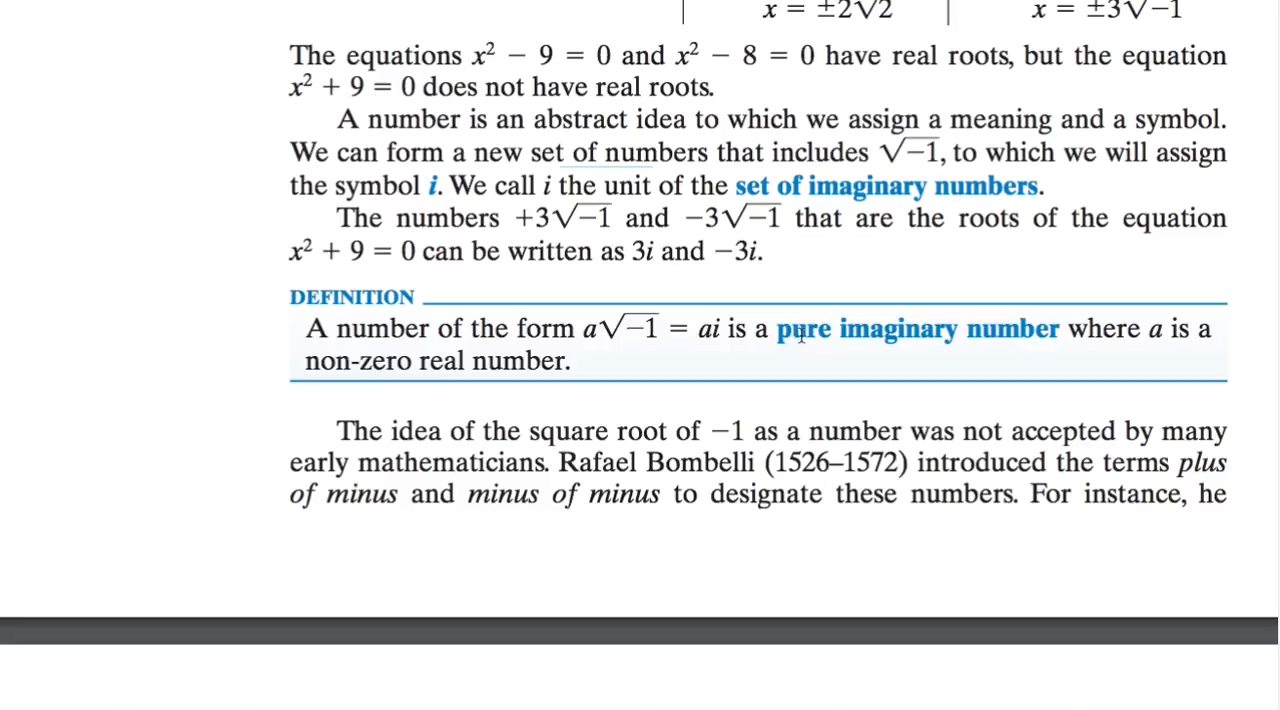 x = ±2√2 | x = ±3√−1
The equations x² − 9 = 0 and x² − 8 = 0 have real roots, but the equation
x² + 9 = 0 does not have real roots.
A number is an abstract idea to which we assign a meaning and a symbol.
We can form a new set of numbers that includes √−1, to which we will assign
the symbol i. We call i the unit of the set of imaginary numbers.
The numbers +3√−1 and −3√−1 that are the roots of the equation
x² + 9 = 0 can be written as 3i and −3i.
DEFINITION
A number of the form a√−1 = ai is a pure imaginary number where a is a
non-zero real number.
The idea of the square root of −1 as a number was not accepted by many
early mathematicians. Rafael Bombelli (1526–1572) introduced the terms plus
of minus and minus of minus to designate these numbers. For instance, he